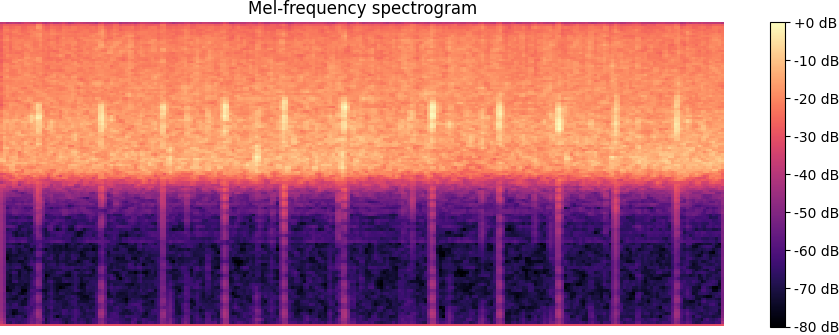 Mel-frequency spectrogram
+0 dB
-10 dB
-20 dB
-30 dB
-40 dB
-50 dB
-60 dB
-70 dB
-80 dB